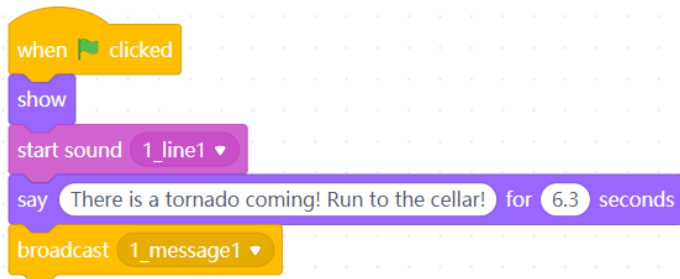 when clicked
show
start sound 1_line1
say There is a tornado coming! Run to the cellar! for 6.3 seconds
broadcast 1_message1